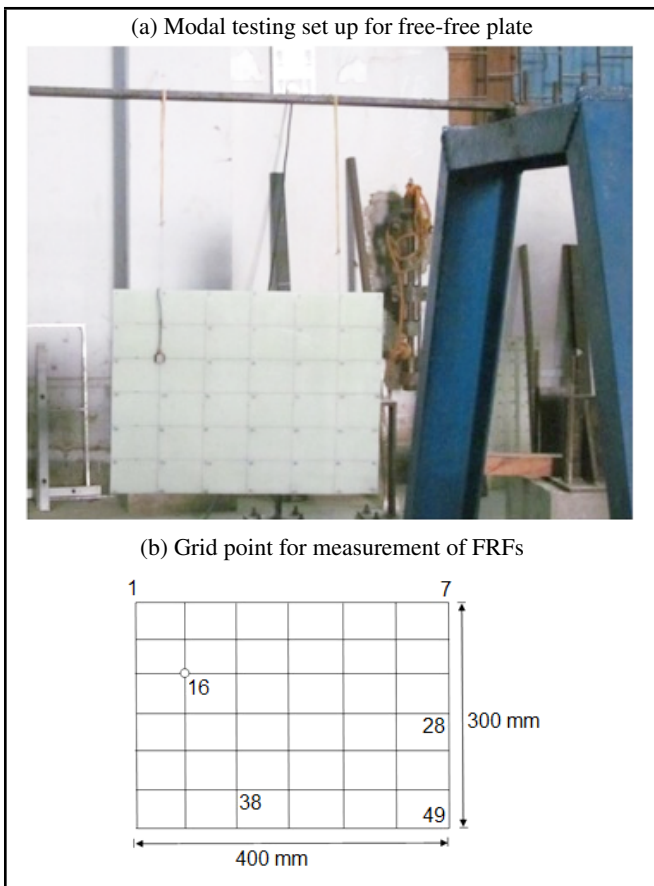 (a) Modal testing set up for free-free plate
(b) Grid point for measurement of FRFs
1 7
16
28 300 mm
38
49
400 mm